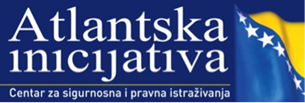 Atlantska
inicijativa
Centar za sigurnosna i pravna istraživanja